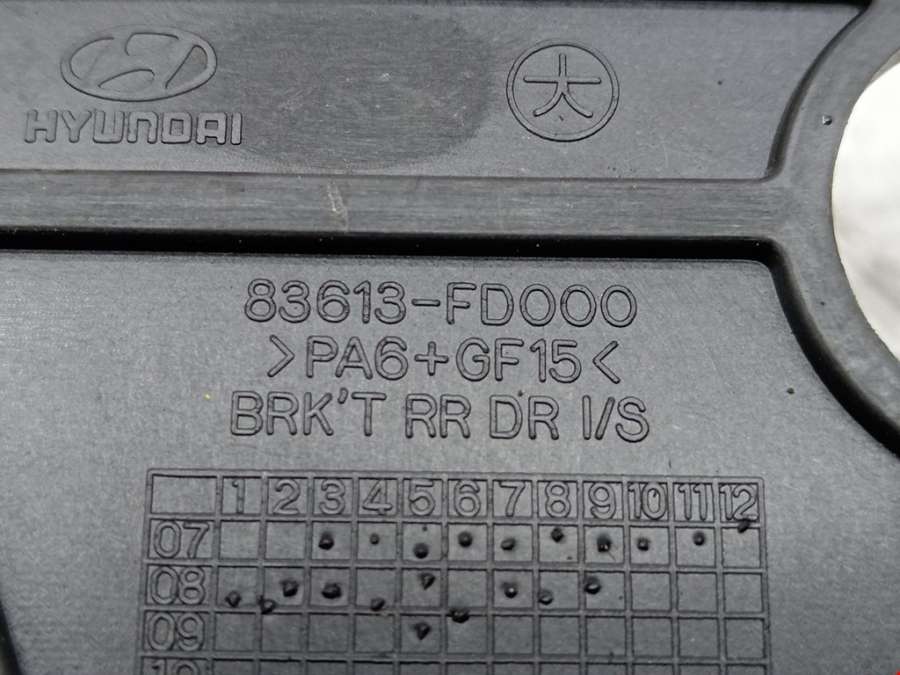 HYUNDAI
大
83613-FD000
>PA6+GF15<
BRK'T RR DR I/S
1 2 3 4 5 6 7 8 9 10 11 12
07
08
09
10